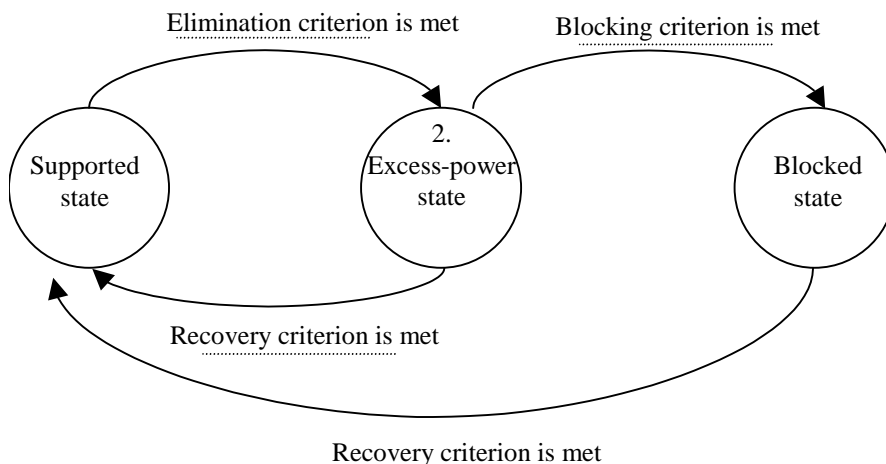 Elimination criterion is met
Blocking criterion is met
Supported
state
2.
Excess-power
state
Blocked
state
Recovery criterion is met
Recovery criterion is met